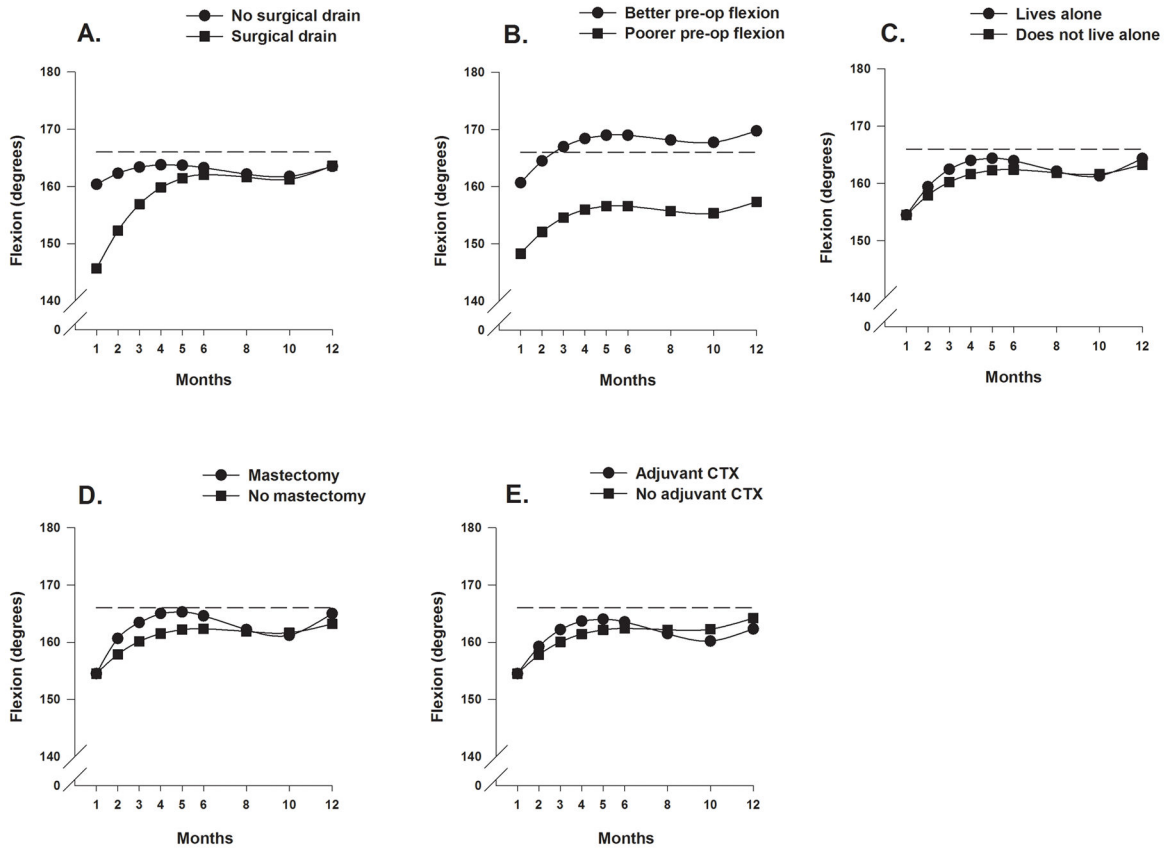 A.
No surgical drain
Surgical drain
Flexion (degrees)
180
170
160
150
140
0
1 2 3 4 5 6 8 10 12
Months
B.
Better pre-op flexion
Poorer pre-op flexion
Flexion (degrees)
180
170
160
150
140
0
1 2 3 4 5 6 8 10 12
Months
C.
Lives alone
Does not live alone
Flexion (degrees)
180
170
160
150
140
0
1 2 3 4 5 6 8 10 12
Months
D.
Mastectomy
No mastectomy
Flexion (degrees)
180
170
160
150
140
0
1 2 3 4 5 6 8 10 12
Months
E.
Adjuvant CTX
No adjuvant CTX
Flexion (degrees)
180
170
160
150
140
0
1 2 3 4 5 6 8 10 12
Months